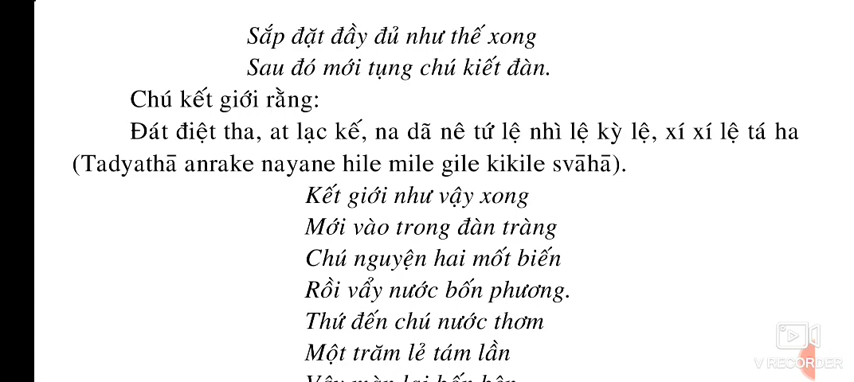 Sắp đặt đầy đủ như thế xong
Sau đó mới tụng chú kiết đàn.
Chú kết giới rằng:
Đát điệt tha, at lạc kế, na dã nê tứ lệ nhì lệ kỳ lệ, xí xí lệ tá ha
(Tadyathā anrake nayane hile mile gile kikile svāhā).
Kết giới như vậy xong
Mới vào trong đàn tràng
Chú nguyện hai mốt biến
Rồi vẩy nước bốn phương.
Thứ đến chú nước thơm
Một trăm lẻ tám lần
V RECORDER